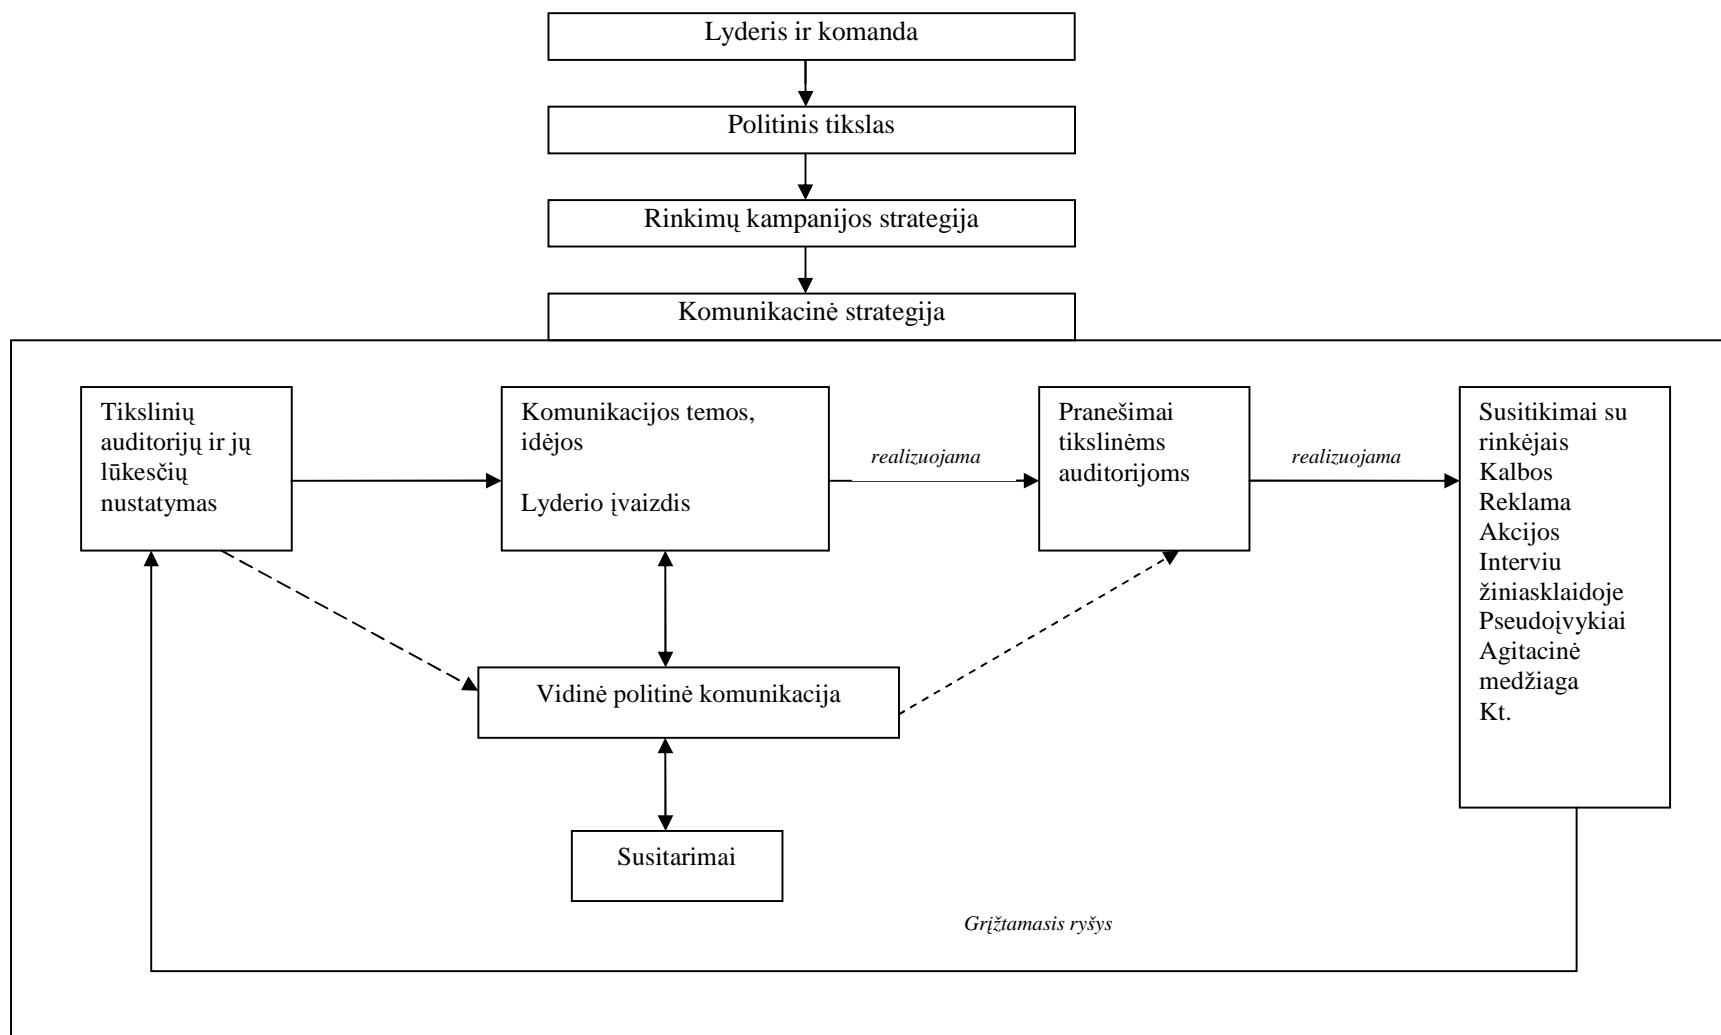 Lyderis ir komanda
Politinis tikslas
Rinkimų kampanijos strategija
Komunikacinė strategija
Tikslinių
auditorijų ir jų
lūkesčių
nustatymas
Komunikacijos temos,
idėjos
Lyderio įvaizdis
realizuojama
Pranešimai
tikslinėms
auditorijoms
realizuojama
Susitikimai su
rinkėjais
Kalbos
Reklama
Akcijos
Interviu
žiniasklaidoje
Pseudoįvykiai
Agitacinė
medžiaga
Kt.
Vidinė politinė komunikacija
Susitarimai
Grįžtamasis ryšys